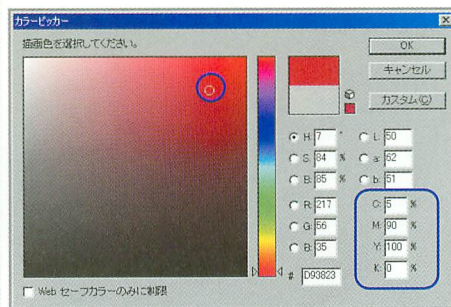 カラーピッカー
描画色を選択してください。
OK
キャンセル
カスタム(C)
H: 7 °
S: 84 %
B: 85 %
R: 217
G: 56
B: 35
# D93823
L: 50
a: 62
b: 51
C: 5 %
M: 90 %
Y: 100 %
K: 0 %
Web セーフカラーのみに制限